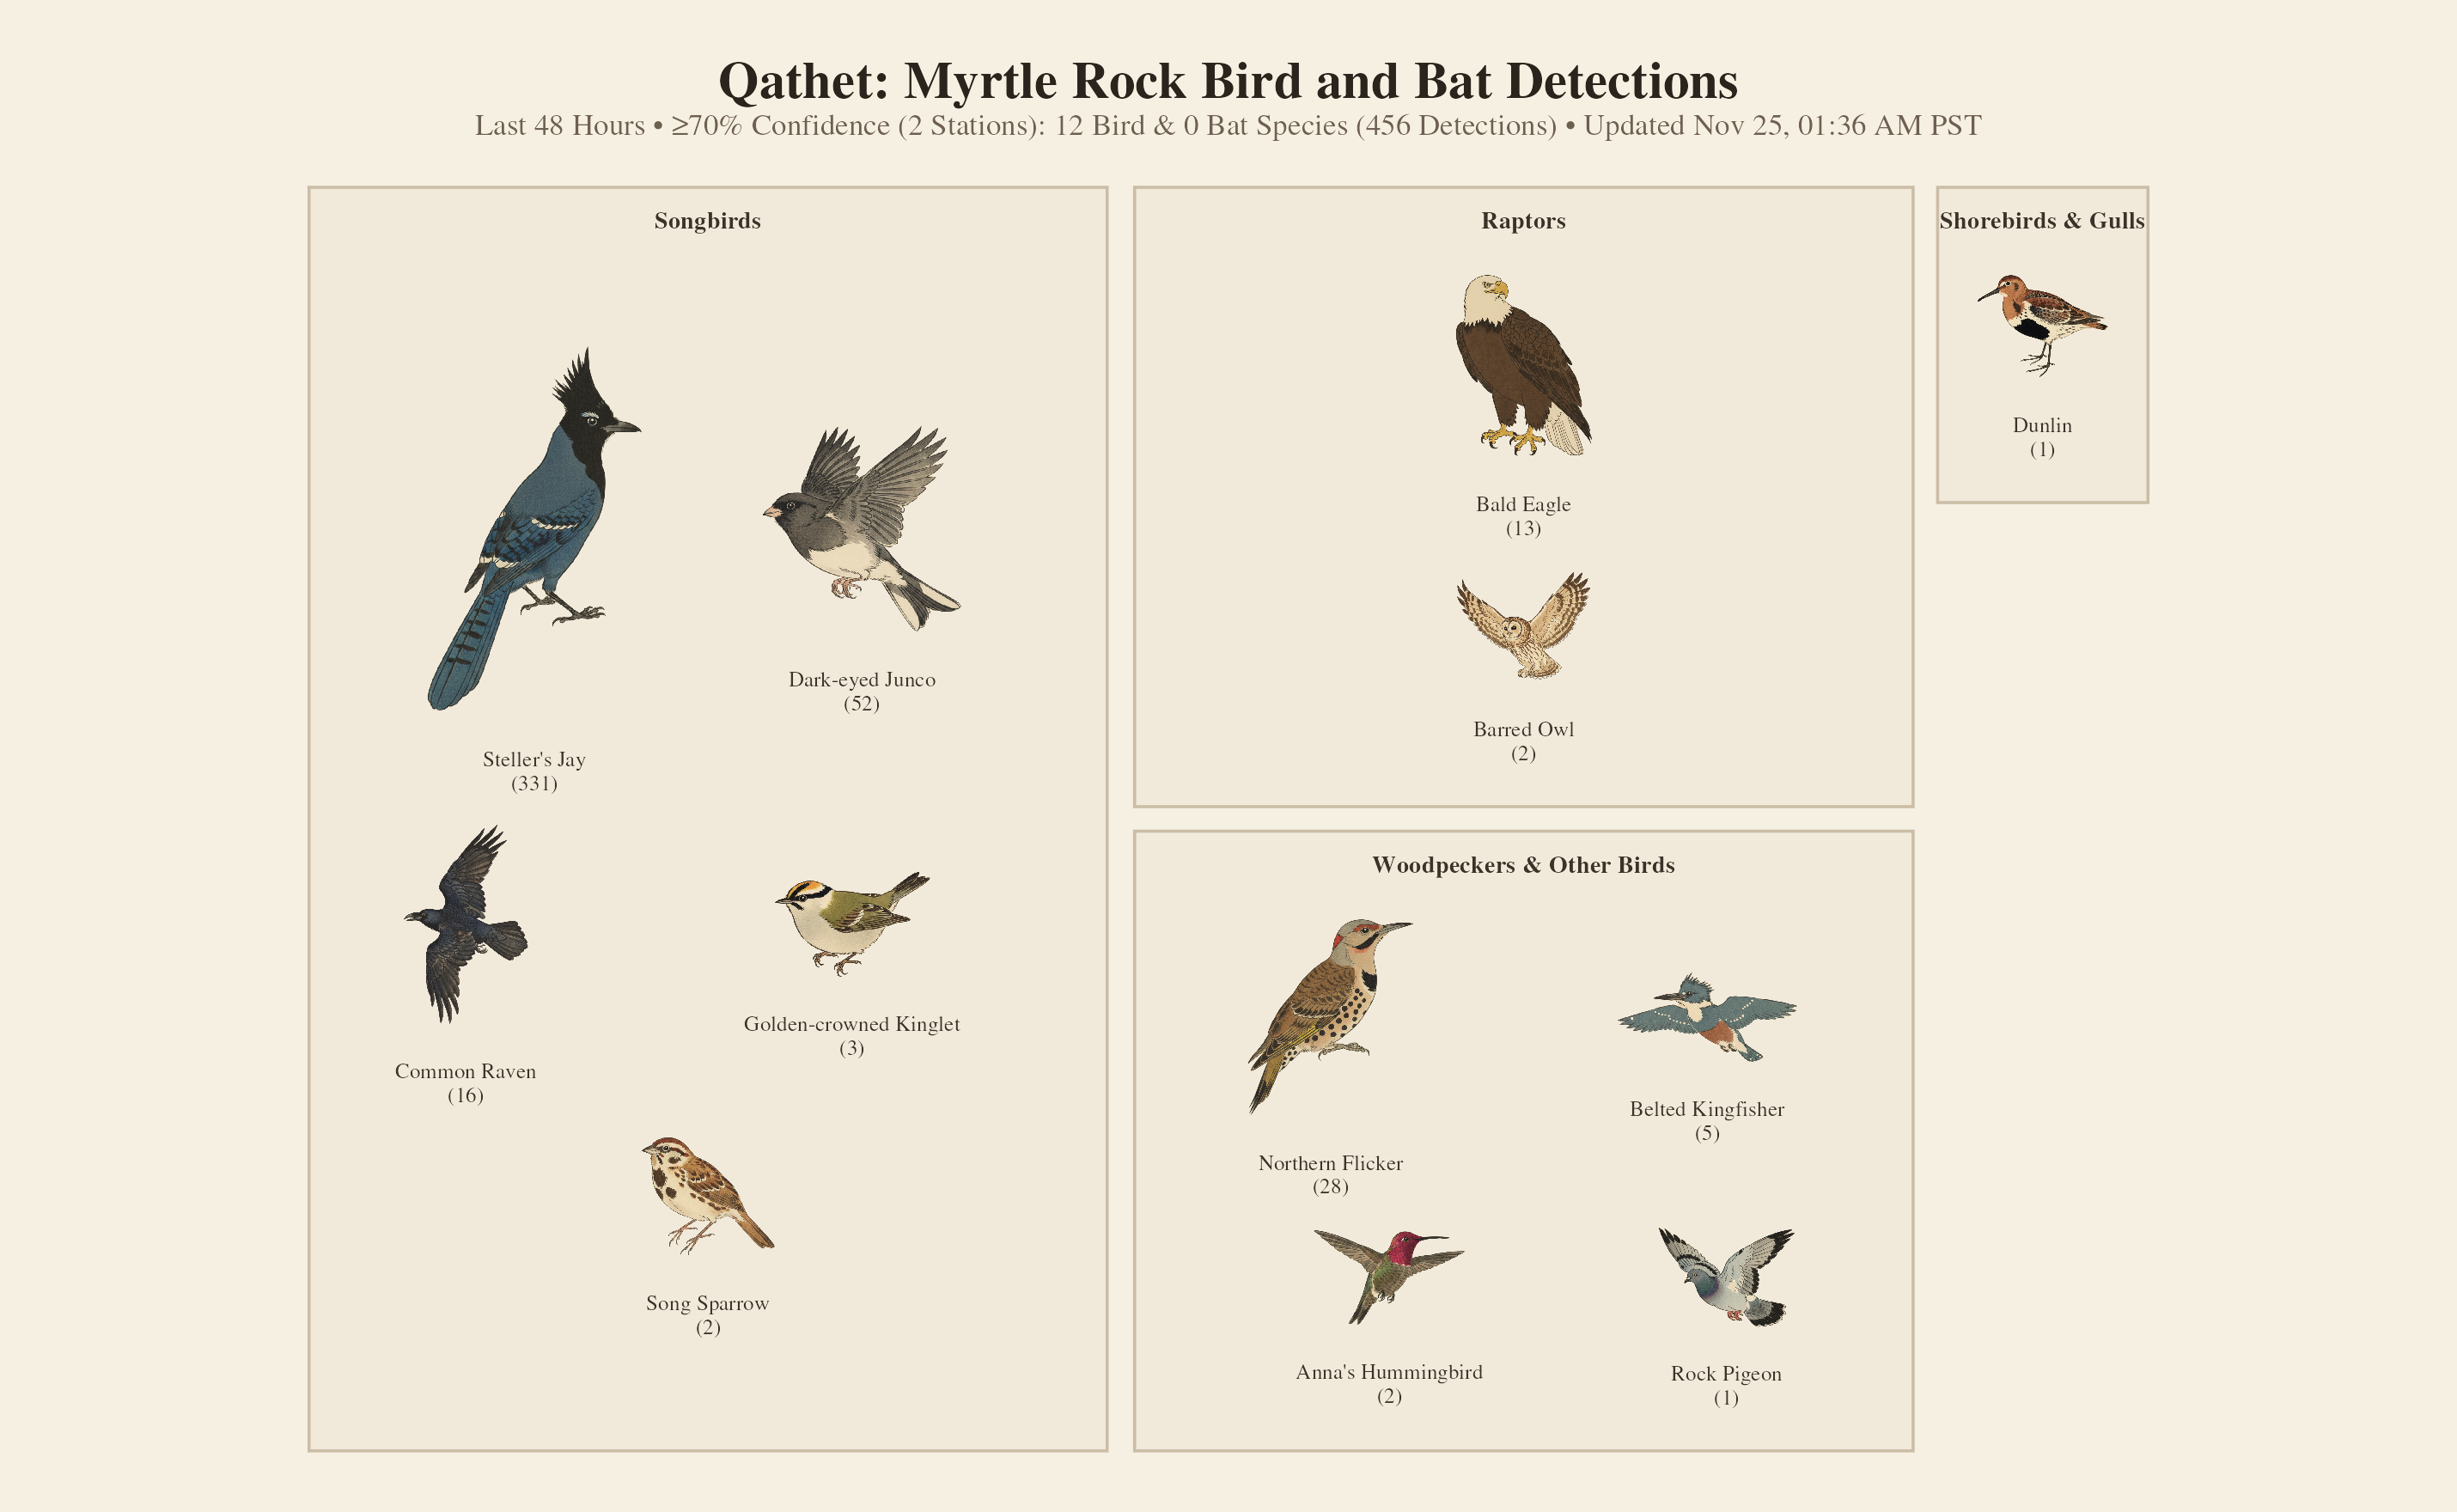 Qathet: Myrtle Rock Bird and Bat Detections
Last 48 Hours • ≥70% Confidence (2 Stations): 12 Bird & 0 Bat Species (456 Detections) • Updated Nov 25, 01:36 AM PST
Songbirds
Steller's Jay
(331)
Dark-eyed Junco
(52)
Common Raven
(16)
Golden-crowned Kinglet
(3)
Song Sparrow
(2)
Raptors
Bald Eagle
(13)
Barred Owl
(2)
Woodpeckers & Other Birds
Northern Flicker
(28)
Belted Kingfisher
(5)
Anna's Hummingbird
(2)
Rock Pigeon
(1)
Shorebirds & Gulls
Dunlin
(1)